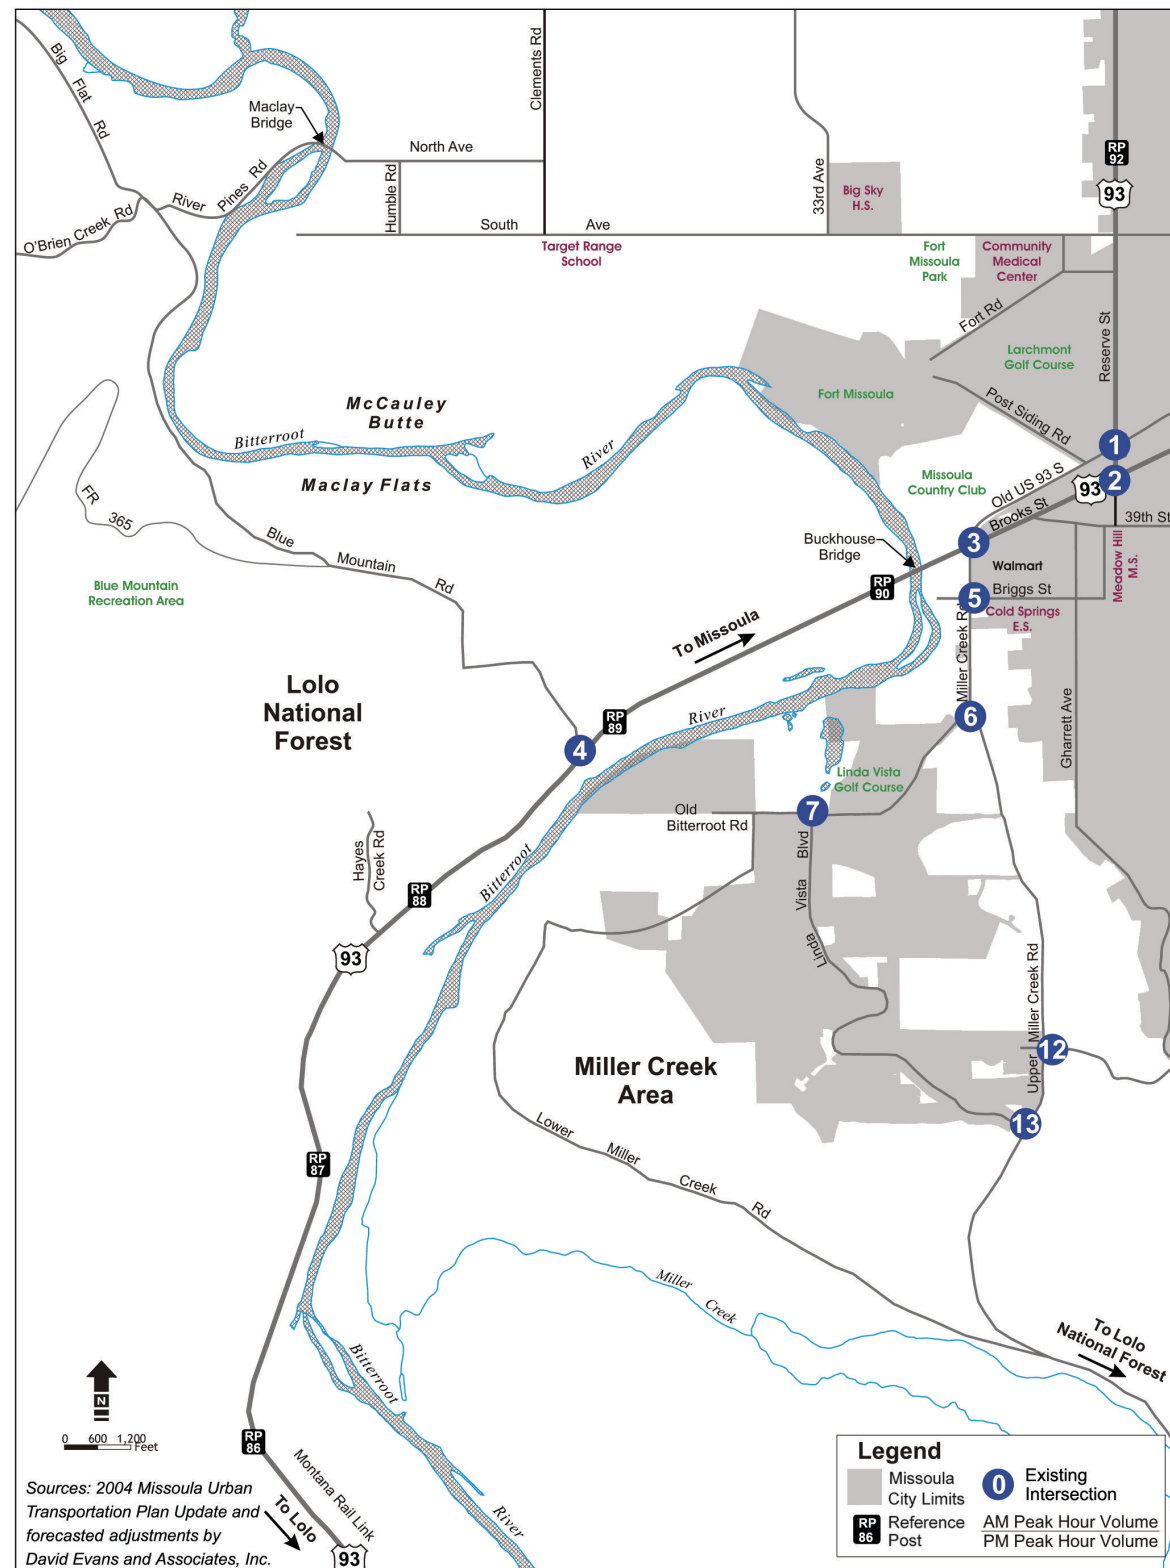 Big
Flat
Rd
Maclay
Bridge
Clements Rd
North Ave
Humble Rd
River
Pines
Rd
O'Brien Creek Rd
South
Ave
33rd Ave
Big Sky
H.S.
RP
92
93
Target Range
School
Fort
Missoula
Park
Community
Medical
Center
Fort Rd
Reserve St
Larchmont
Golf Course
Post Siding Rd
Fort Missoula
McCauley
Butte
Bitterroot
River
Maclay Flats
1
2
Missoula
Country Club
Old US 93 S
Brooks St
93
39th St
3
FR
365
Blue
Mountain
Rd
Buckhouse
Bridge
RP
90
Walmart
Meadow Hill
M.S.
Briggs St
5
Cold Springs
E.S.
Blue Mountain
Recreation Area
To Missoula
Miller Creek Rd
Lolo
National
Forest
RP
89
River
6
Gharrett Ave
4
Linda Vista
Golf Course
Old
Bitterroot Rd
7
Hayes
Creek Rd
RP
88
Bitterroot
Blvd
Vista
Linda
93
Upper
Miller Creek Rd
12
Miller Creek
Area
13
Lower
Miller
Creek
Rd
RP
87
Miller
Creek
To Lolo
National Forest
Bitterroot
N
0 600 1,200
Feet
RP
86
Montana Rail Link
To Lolo
93
River
Sources: 2004 Missoula Urban
Transportation Plan Update and
forecasted adjustments by
David Evans and Associates, Inc.
Legend
Missoula
City Limits
0
Existing
Intersection
RP
86
Reference
Post
AM Peak Hour Volume
PM Peak Hour Volume